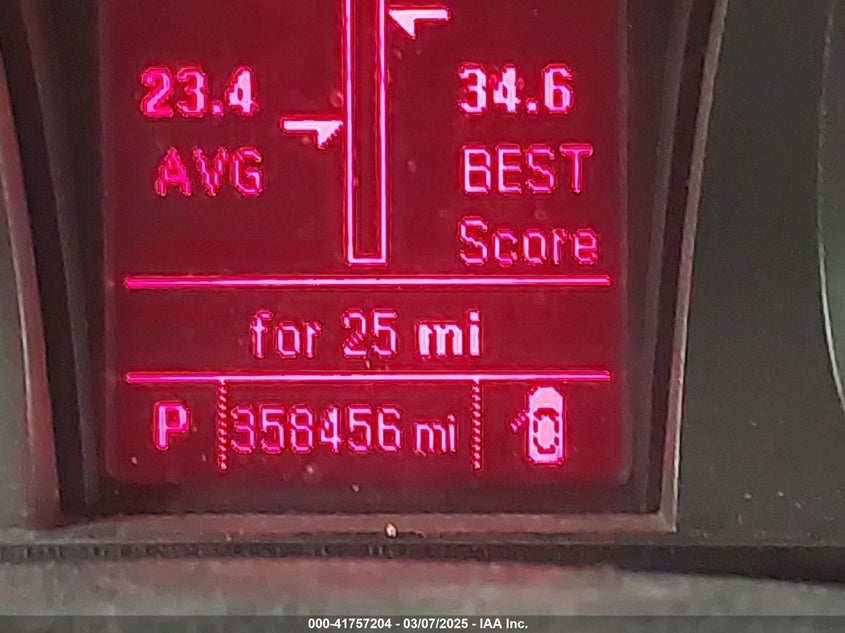 23.4 34.6
AVG BEST
Score
for 25 mi
P 358456 mi
000-41757204 - 03/07/2025 - IAA Inc.